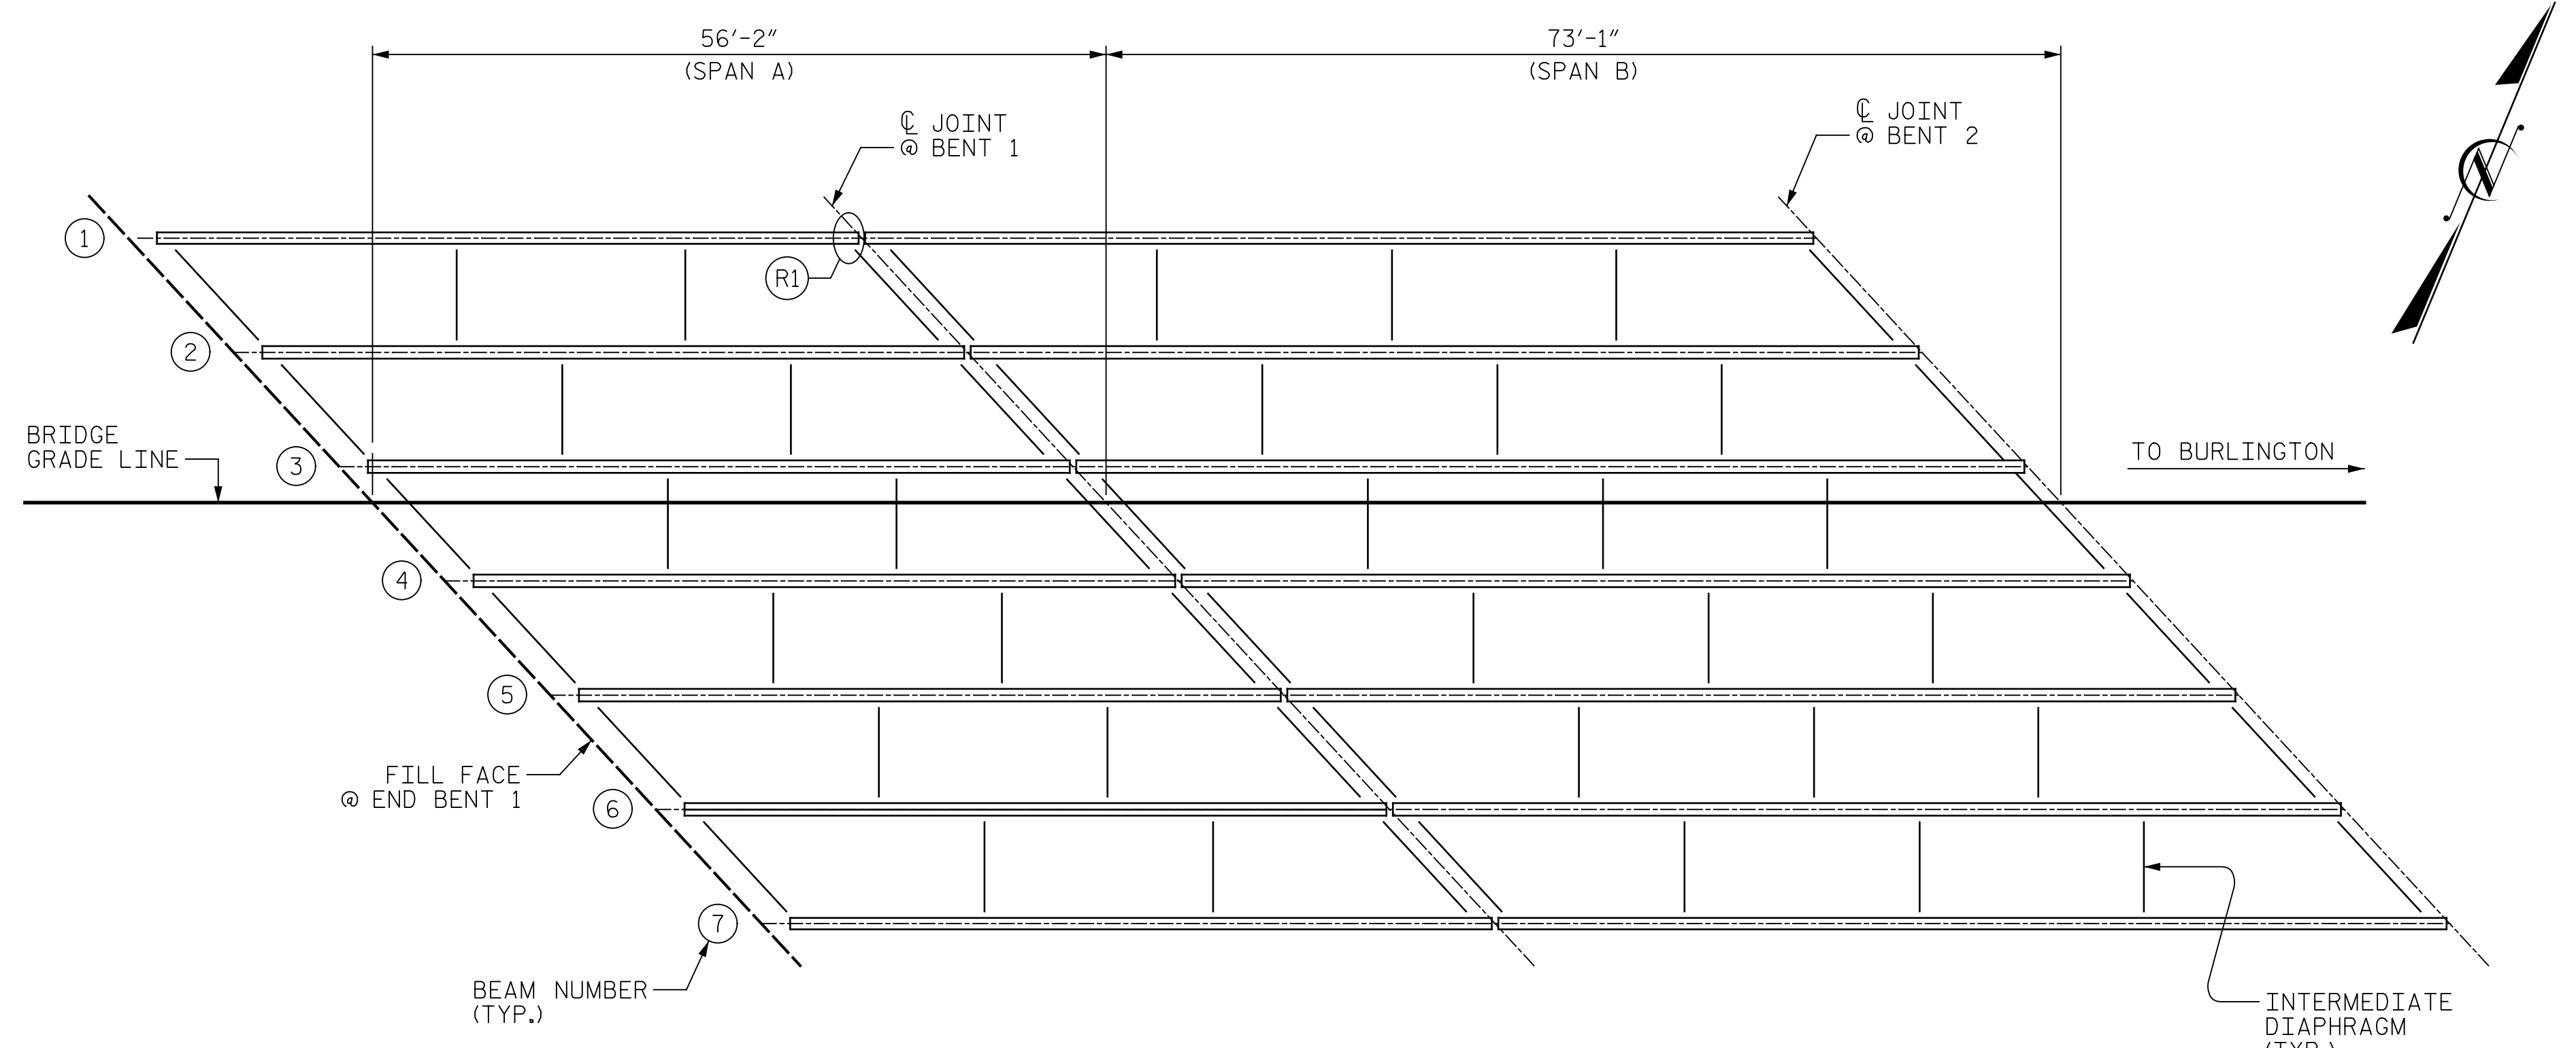 56'-2"
(SPAN A)
73'-1"
(SPAN B)
℄ JOINT
@ BENT 1
℄ JOINT
@ BENT 2
N
1
R1
2
BRIDGE
GRADE LINE
3
TO BURLINGTON
4
5
FILL FACE
@ END BENT 1
6
7
BEAM NUMBER
(TYP.)
INTERMEDIATE
DIAPHRAGM
(TYP.)